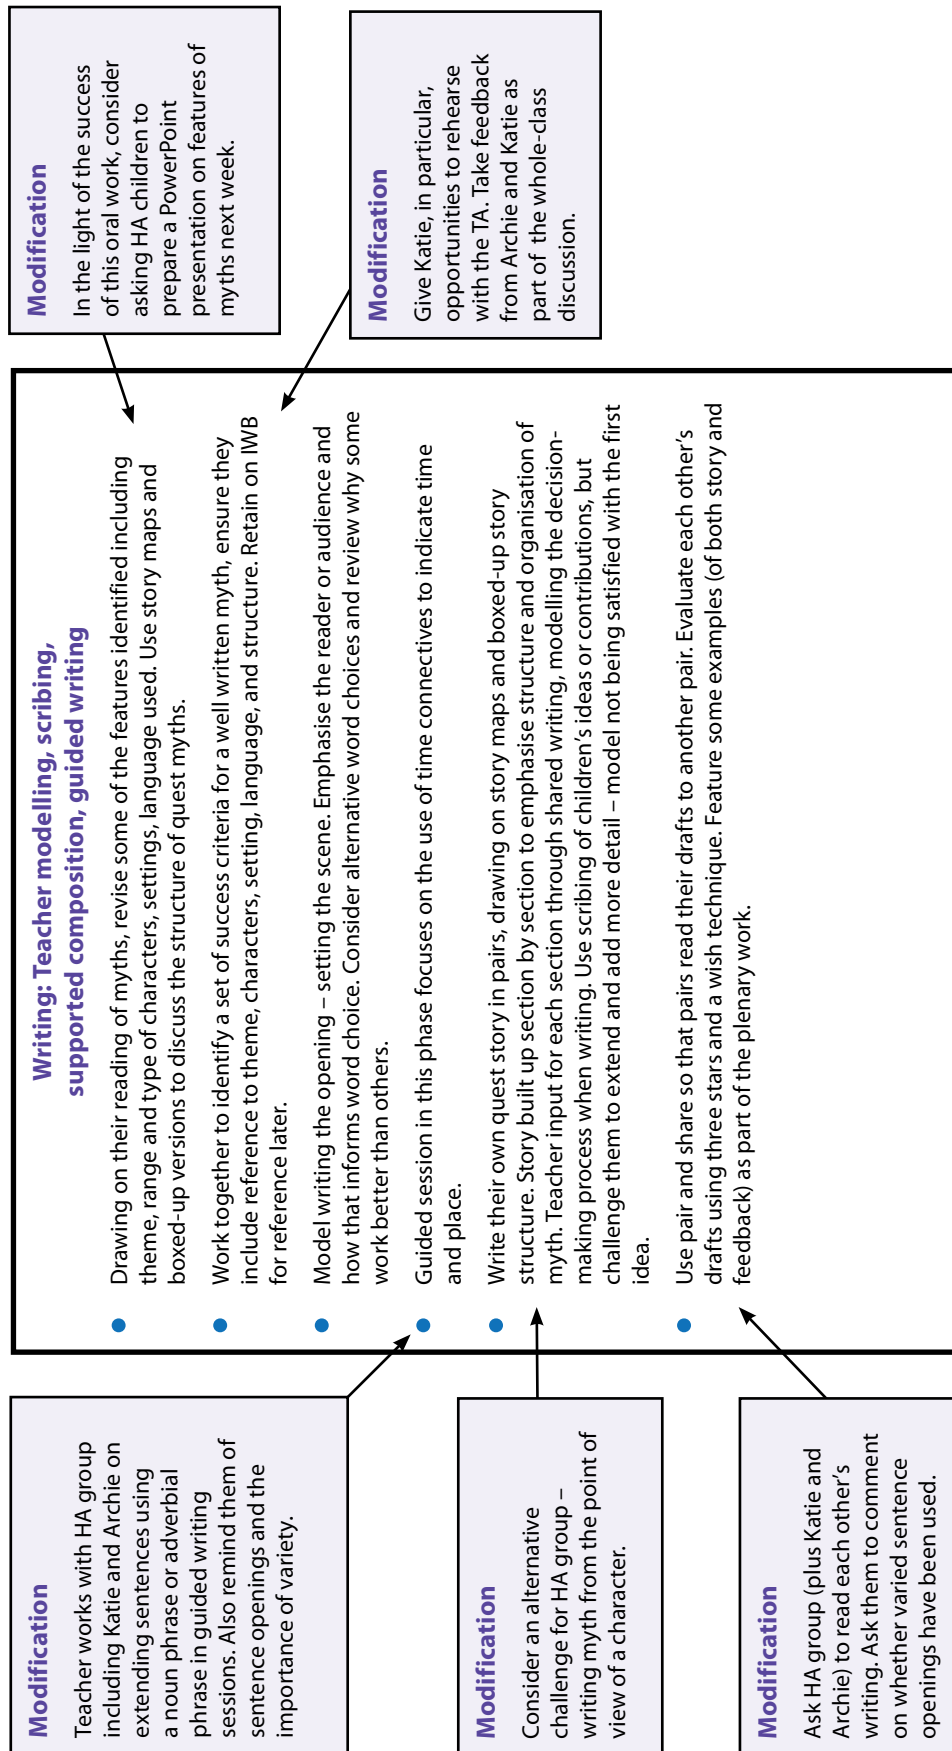 Modification
Teacher works with HA group
including Katie and Archie on
extending sentences using
a noun phrase or adverbial
phrase in guided writing
sessions. Also remind them of
sentence openings and the
importance of variety.
Modification
Consider an alternative
challenge for HA group –
writing myth from the point of
view of a character.
Modification
Ask HA group (plus Katie and
Archie) to read each other's
writing. Ask them to comment
on whether varied sentence
openings have been used.
Writing: Teacher modelling, scribing,
supported composition, guided writing
● Drawing on their reading of myths, revise some of the features identified including
theme, range and type of characters, settings, language used. Use story maps and
boxed-up versions to discuss the structure of quest myths.
● Work together to identify a set of success criteria for a well written myth, ensure they
include reference to theme, characters, setting, language, and structure. Retain on IWB
for reference later.
● Model writing the opening – setting the scene. Emphasise the reader or audience and
how that informs word choice. Consider alternative word choices and review why some
work better than others.
● Guided session in this phase focuses on the use of time connectives to indicate time
and place.
● Write their own quest story in pairs, drawing on story maps and boxed-up story
structure. Story built up section by section to emphasise structure and organisation of
myth. Teacher input for each section through shared writing, modelling the decision-
making process when writing. Use scribing of children's ideas or contributions, but
challenge them to extend and add more detail – model not being satisfied with the first
idea.
● Use pair and share so that pairs read their drafts to another pair. Evaluate each other's
drafts using three stars and a wish technique. Feature some examples (of both story and
feedback) as part of the plenary work.
Modification
In the light of the success
of this oral work, consider
asking HA children to
prepare a PowerPoint
presentation on features of
myths next week.
Modification
Give Katie, in particular,
opportunities to rehearse
with the TA. Take feedback
from Archie and Katie as
part of the whole-class
discussion.